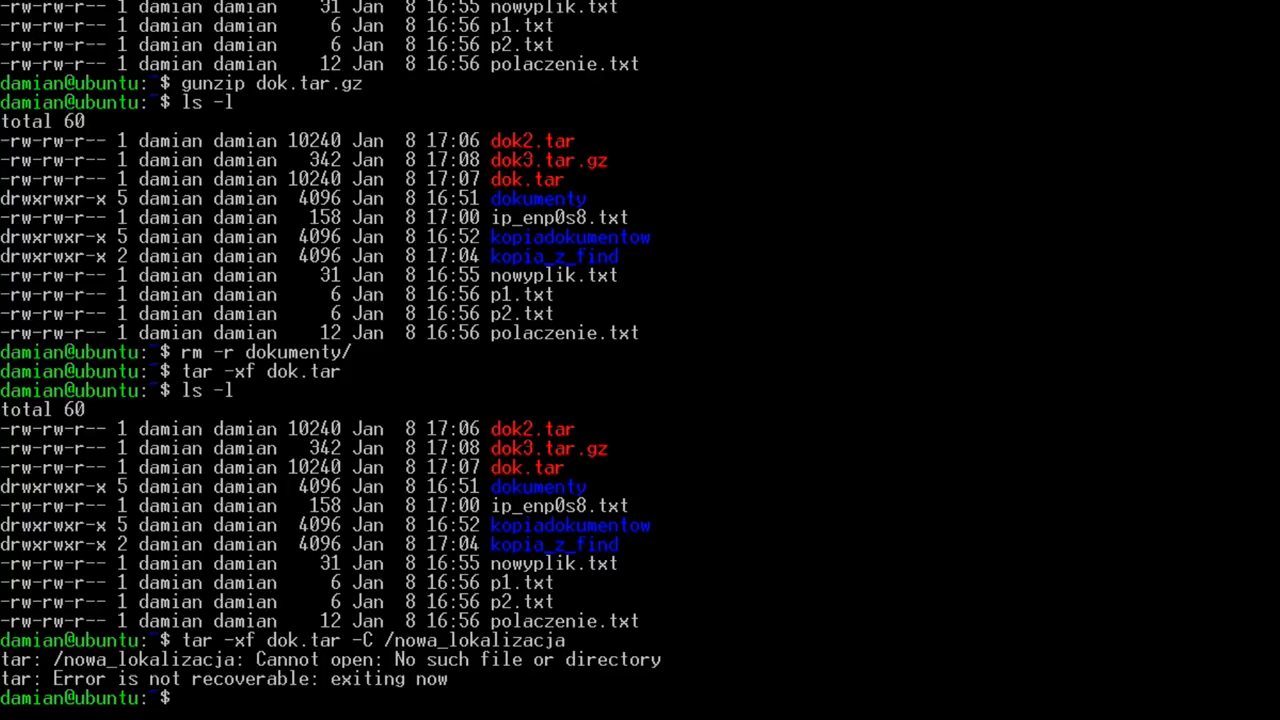 -rw-rw-r-- 1 damian damian    31 Jan  8 16:55 nowyplik.txt
-rw-rw-r-- 1 damian damian     6 Jan  8 16:56 p1.txt
-rw-rw-r-- 1 damian damian     6 Jan  8 16:56 p2.txt
-rw-rw-r-- 1 damian damian    12 Jan  8 16:56 polaczenie.txt
damian@ubuntu:~$ gunzip dok.tar.gz
damian@ubuntu:~$ ls -l
total 60
-rw-rw-r-- 1 damian damian 10240 Jan  8 17:06 dok2.tar
-rw-rw-r-- 1 damian damian   342 Jan  8 17:08 dok3.tar.gz
-rw-rw-r-- 1 damian damian 10240 Jan  8 17:07 dok.tar
drwxrwxr-x 5 damian damian  4096 Jan  8 16:51 dokumenty
-rw-rw-r-- 1 damian damian   158 Jan  8 17:00 ip_enp0s8.txt
drwxrwxr-x 5 damian damian  4096 Jan  8 16:52 kopiadokumentow
drwxrwxr-x 2 damian damian  4096 Jan  8 17:04 kopia_z_find
-rw-rw-r-- 1 damian damian    31 Jan  8 16:55 nowyplik.txt
-rw-rw-r-- 1 damian damian     6 Jan  8 16:56 p1.txt
-rw-rw-r-- 1 damian damian     6 Jan  8 16:56 p2.txt
-rw-rw-r-- 1 damian damian    12 Jan  8 16:56 polaczenie.txt
damian@ubuntu:~$ rm -r dokumenty/
damian@ubuntu:~$ tar -xf dok.tar
damian@ubuntu:~$ ls -l
total 60
-rw-rw-r-- 1 damian damian 10240 Jan  8 17:06 dok2.tar
-rw-rw-r-- 1 damian damian   342 Jan  8 17:08 dok3.tar.gz
-rw-rw-r-- 1 damian damian 10240 Jan  8 17:07 dok.tar
drwxrwxr-x 5 damian damian  4096 Jan  8 16:51 dokumenty
-rw-rw-r-- 1 damian damian   158 Jan  8 17:00 ip_enp0s8.txt
drwxrwxr-x 5 damian damian  4096 Jan  8 16:52 kopiadokumentow
drwxrwxr-x 2 damian damian  4096 Jan  8 17:04 kopia_z_find
-rw-rw-r-- 1 damian damian    31 Jan  8 16:55 nowyplik.txt
-rw-rw-r-- 1 damian damian     6 Jan  8 16:56 p1.txt
-rw-rw-r-- 1 damian damian     6 Jan  8 16:56 p2.txt
-rw-rw-r-- 1 damian damian    12 Jan  8 16:56 polaczenie.txt
damian@ubuntu:~$ tar -xf dok.tar -C /nowa_lokalizacja
tar: /nowa_lokalizacja: Cannot open: No such file or directory
tar: Error is not recoverable: exiting now
damian@ubuntu:~$